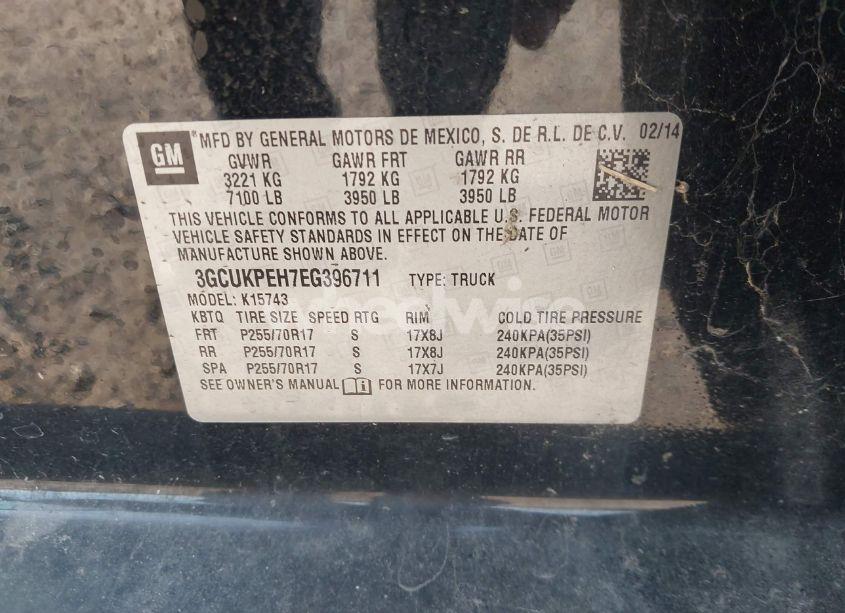 GM MFD BY GENERAL MOTORS DE MEXICO, S. DE R.L. DE C.V. 02/14
GVWR GAWR FRT GAWR RR
3221 KG 1792 KG 1792 KG
7100 LB 3950 LB 3950 LB
THIS VEHICLE CONFORMS TO ALL APPLICABLE U.S. FEDERAL MOTOR
VEHICLE SAFETY STANDARDS IN EFFECT ON THE DATE OF
MANUFACTURE SHOWN ABOVE.
3GCUKPEH7EG396711 TYPE: TRUCK
MODEL: K15743
KBTQ TIRE SIZE SPEED RTG RIM COLD TIRE PRESSURE
FRT P255/70R17 S 17X8J 240KPA(35PSI)
RR P255/70R17 S 17X8J 240KPA(35PSI)
SPA P255/70R17 S 17X7J 240KPA(35PSI)
SEE OWNER'S MANUAL FOR MORE INFORMATION.